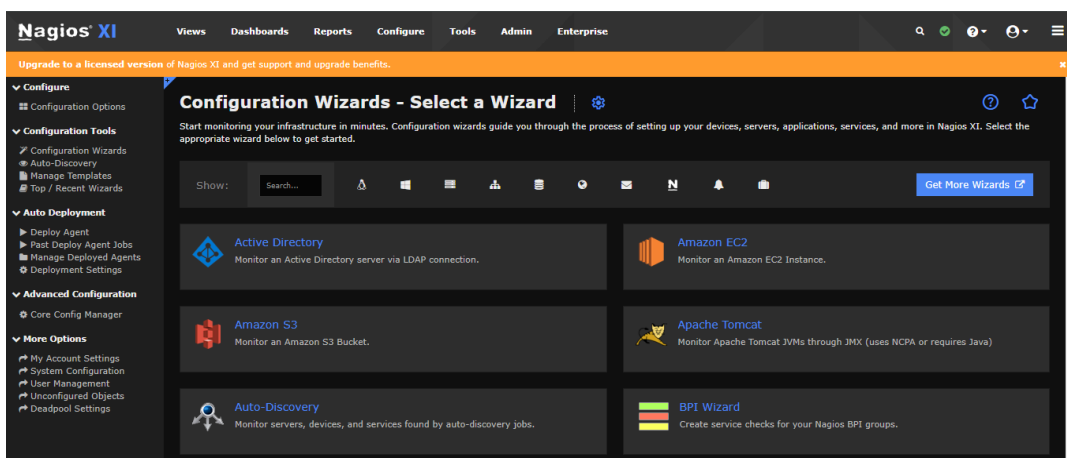 Nagios® XI
Views Dashboards Reports Configure Tools Admin Enterprise
Upgrade to a licensed version of Nagios XI and get support and upgrade benefits.
Configure
Configuration Options
Configuration Tools
Configuration Wizards
Auto-Discovery
Manage Templates
Top / Recent Wizards
Auto Deployment
Deploy Agent
Past Deploy Agent Jobs
Manage Deployed Agents
Deployment Settings
Advanced Configuration
Core Config Manager
More Options
My Account Settings
System Configuration
User Management
Unconfigured Objects
Deadpool Settings
Configuration Wizards - Select a Wizard
Start monitoring your infrastructure in minutes. Configuration wizards guide you through the process of setting up your devices, servers, applications, services, and more in Nagios XI. Select the
appropriate wizard below to get started.
Show: Search... N Get More Wizards
Active Directory
Monitor an Active Directory server via LDAP connection.
Amazon EC2
Monitor an Amazon EC2 Instance.
Amazon S3
Monitor an Amazon S3 Bucket.
Apache Tomcat
Monitor Apache Tomcat JVMs through JMX (uses NCPA or requires Java)
Auto-Discovery
Monitor servers, devices, and services found by auto-discovery jobs.
BPI Wizard
Create service checks for your Nagios BPI groups.